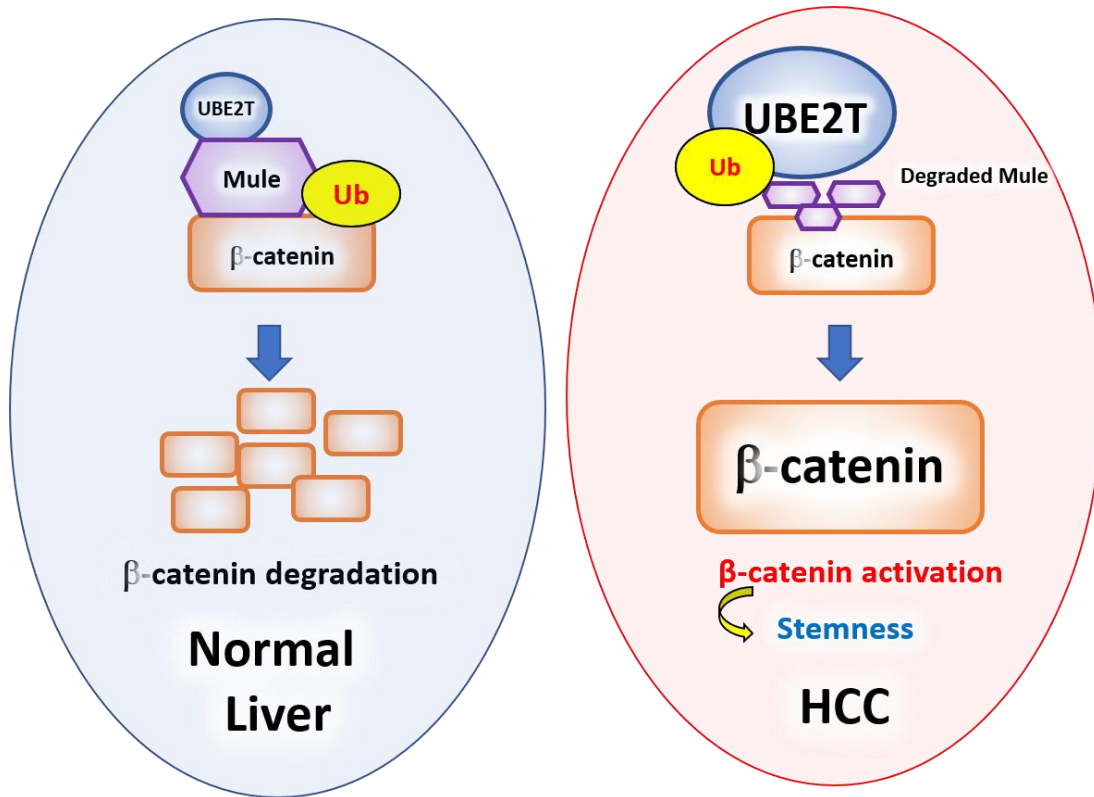 UBE2T
Mule
Ub
β-catenin
β-catenin degradation
Normal
Liver
UBE2T
Ub
Degraded Mule
β-catenin
β-catenin
β-catenin activation
Stemness
HCC